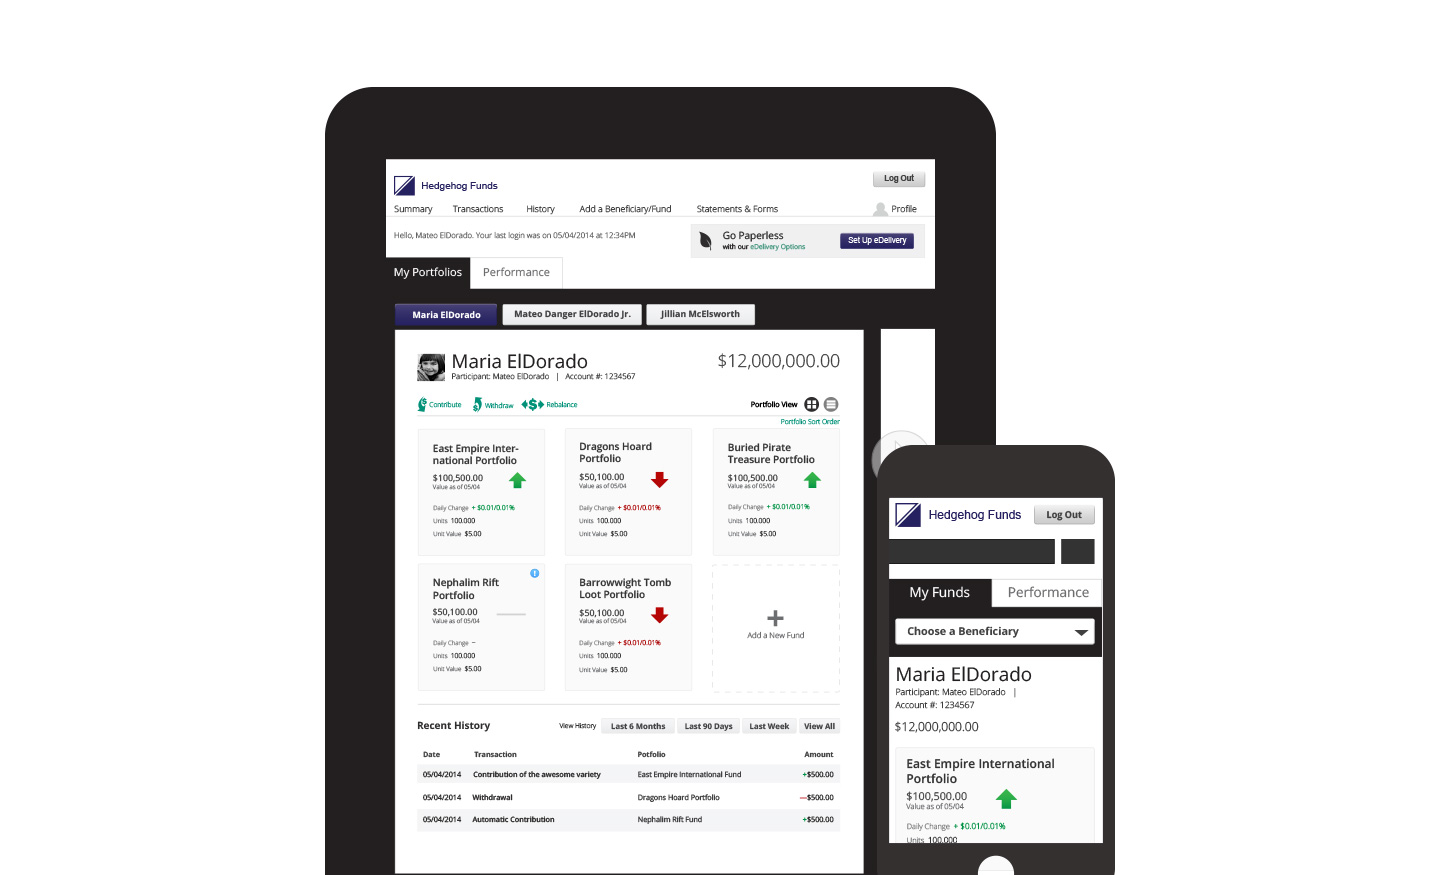 Hedgehog Funds
Log Out
Summary Transactions History Add a Beneficiary/Fund Statements & Forms Profile
Hello, Mateo ElDorado. Your last login was on 05/04/2014 at 12:34PM
Go Paperless
with our eDelivery Options
Set Up eDelivery
My Portfolios Performance
Maria ElDorado Mateo Danger ElDorado Jr. Jillian McElsworth
Maria ElDorado
$12,000,000.00
Participant: Mateo ElDorado | Account #: 1234567
Contribute Withdraw Rebalance
Portfolio View
Portfolio Sort Order
East Empire Inter-
national Portfolio
$100,500.00
Value as of 05/04
Daily Change + $0.01/0.01%
Units 100.000
Unit Value $5.00
Dragons Hoard
Portfolio
$50,100.00
Value as of 05/04
Daily Change + $0.01/0.01%
Units 100.000
Unit Value $5.00
Buried Pirate
Treasure Portfolio
$100,500.00
Value as of 05/04
Daily Change + $0.01/0.01%
Units 100.000
Unit Value $5.00
Nephalim Rift
Portfolio
$50,100.00
Value as of 05/04
Daily Change –
Units 100.000
Unit Value $5.00
Barrowwight Tomb
Loot Portfolio
$50,100.00
Value as of 05/04
Daily Change + $0.01/0.01%
Units 100.000
Unit Value $5.00
Add a New Fund
Recent History
View History Last 6 Months Last 90 Days Last Week View All
Date Transaction Potfolio Amount
05/04/2014 Contribution of the awesome variety East Empire International Fund +$500.00
05/04/2014 Withdrawal Dragons Hoard Portfolio —$500.00
05/04/2014 Automatic Contribution Nephalim Rift Fund +$500.00
Hedgehog Funds
Log Out
My Funds Performance
Choose a Beneficiary
Maria ElDorado
Participant: Mateo ElDorado |
Account #: 1234567
$12,000,000.00
East Empire International
Portfolio
$100,500.00
Value as of 05/04
Daily Change + $0.01/0.01%
Units 100.000